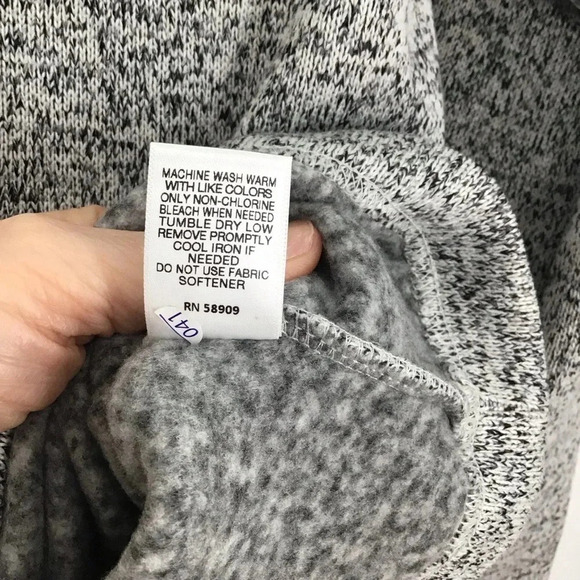 MACHINE WASH WARM
WITH LIKE COLORS
ONLY NON-CHLORINE
BLEACH WHEN NEEDED
TUMBLE DRY LOW
REMOVE PROMPTLY
COOL IRON IF
NEEDED
DO NOT USE FABRIC
SOFTENER
RN 58909
041